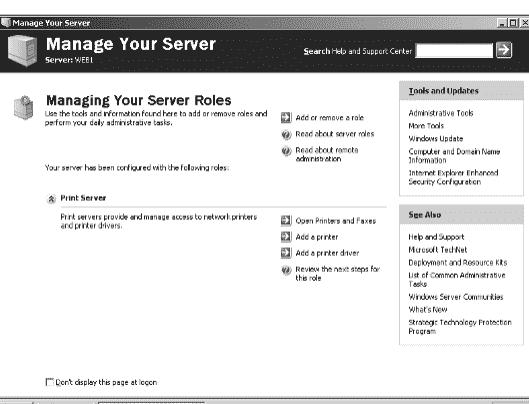 Manage Your Server
Manage Your Server
Server: WEB1
Search Help and Support Center
Managing Your Server Roles
Use the tools and information found here to add or remove roles and
perform your daily administrative tasks.
Your server has been configured with the following roles:
Add or remove a role
Read about server roles
Read about remote
administration
Print Server
Print servers provide and manage access to network printers
and printer drivers.
Open Printers and Faxes
Add a printer
Add a printer driver
Review the next steps for
this role
Tools and Updates
Administrative Tools
More Tools
Windows Update
Computer and Domain Name
Information
Internet Explorer Enhanced
Security Configuration
See Also
Help and Support
Microsoft TechNet
Deployment and Resource Kits
List of Common Administrative
Tasks
Windows Server Communities
What's New
Strategic Technology Protection
Program
Don't display this page at logon